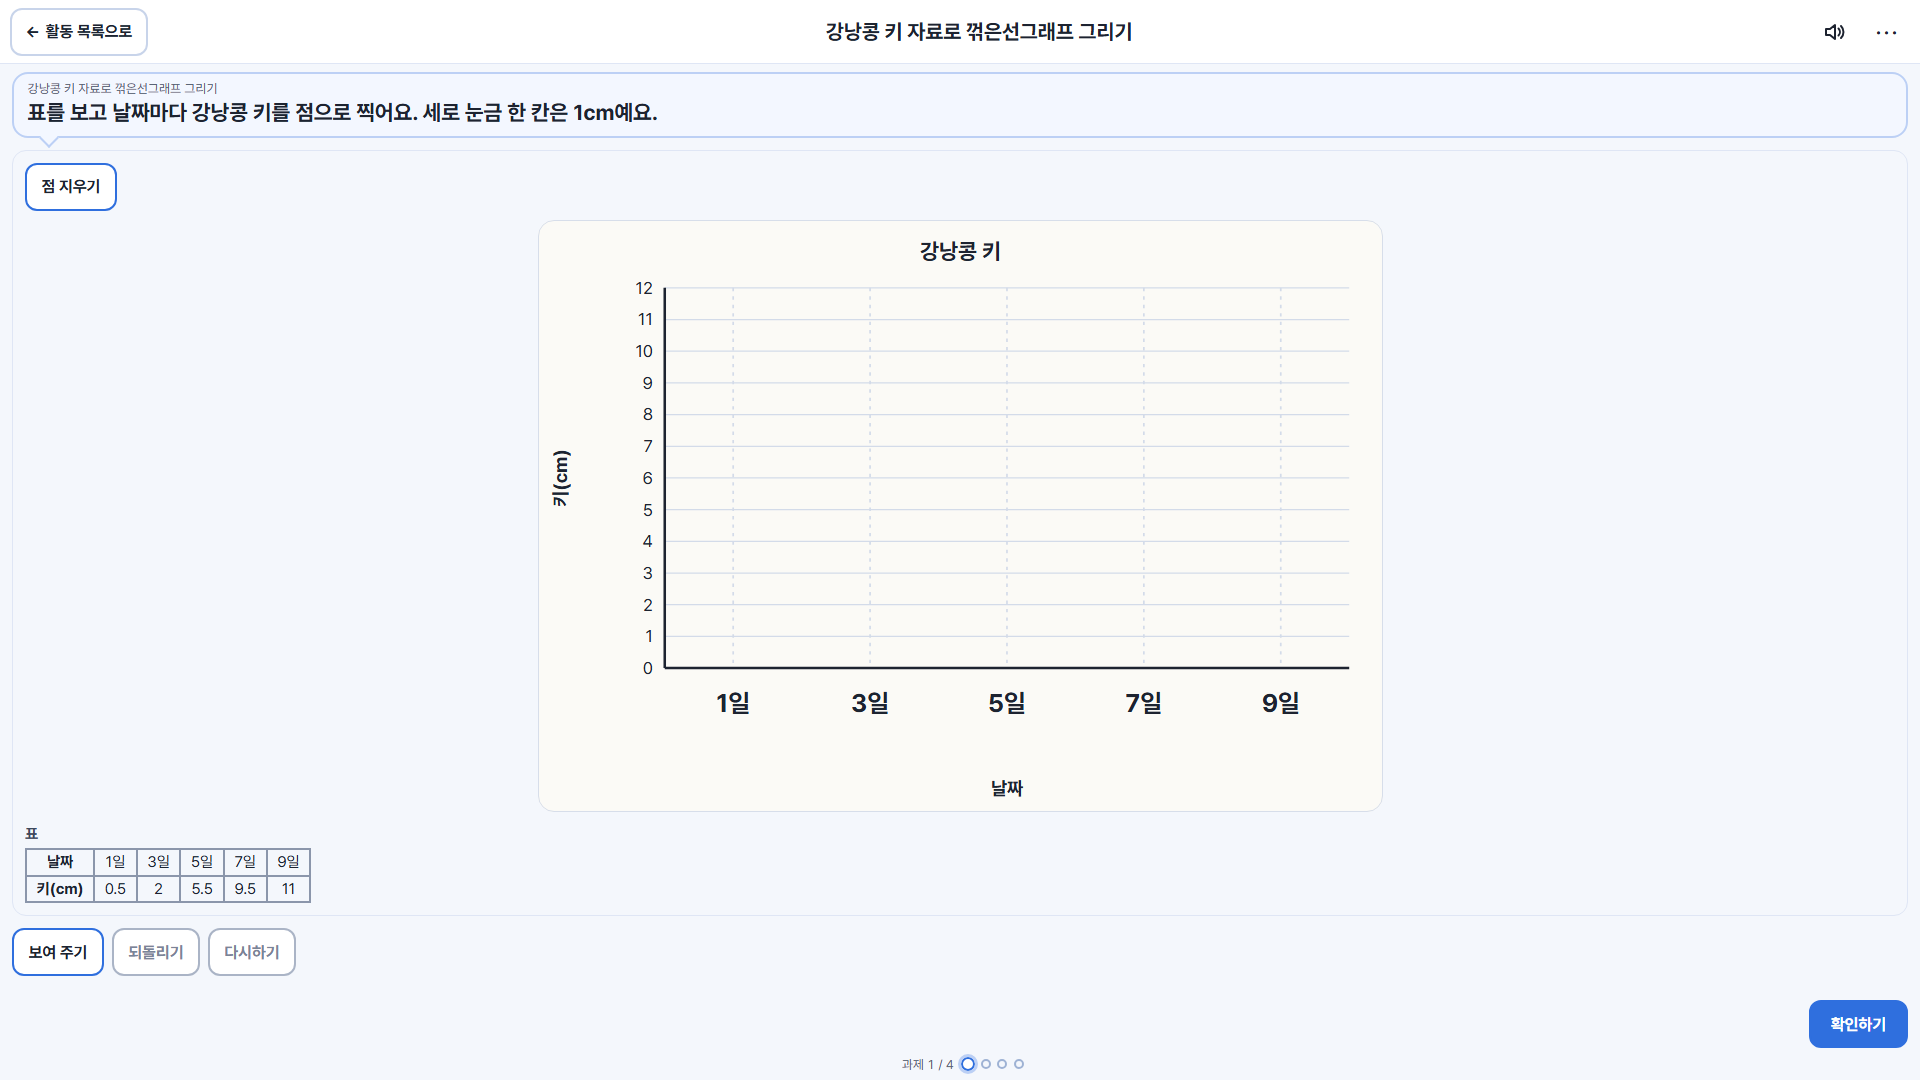 ← 활동 목록으로
강낭콩 키 자료로 꺾은선그래프 그리기
...
강낭콩 키 자료로 꺾은선그래프 그리기
표를 보고 날짜마다 강낭콩 키를 점으로 찍어요. 세로 눈금 한 칸은 1cm예요.
점 지우기
강낭콩 키
12
11
10
9
8
7
6
5
4
3
2
1
0
키(cm)
1일 3일 5일 7일 9일
날짜
표
날짜 1일 3일 5일 7일 9일
키(cm) 0.5 2 5.5 9.5 11
보여 주기 되돌리기 다시하기
확인하기
과제 1 / 4